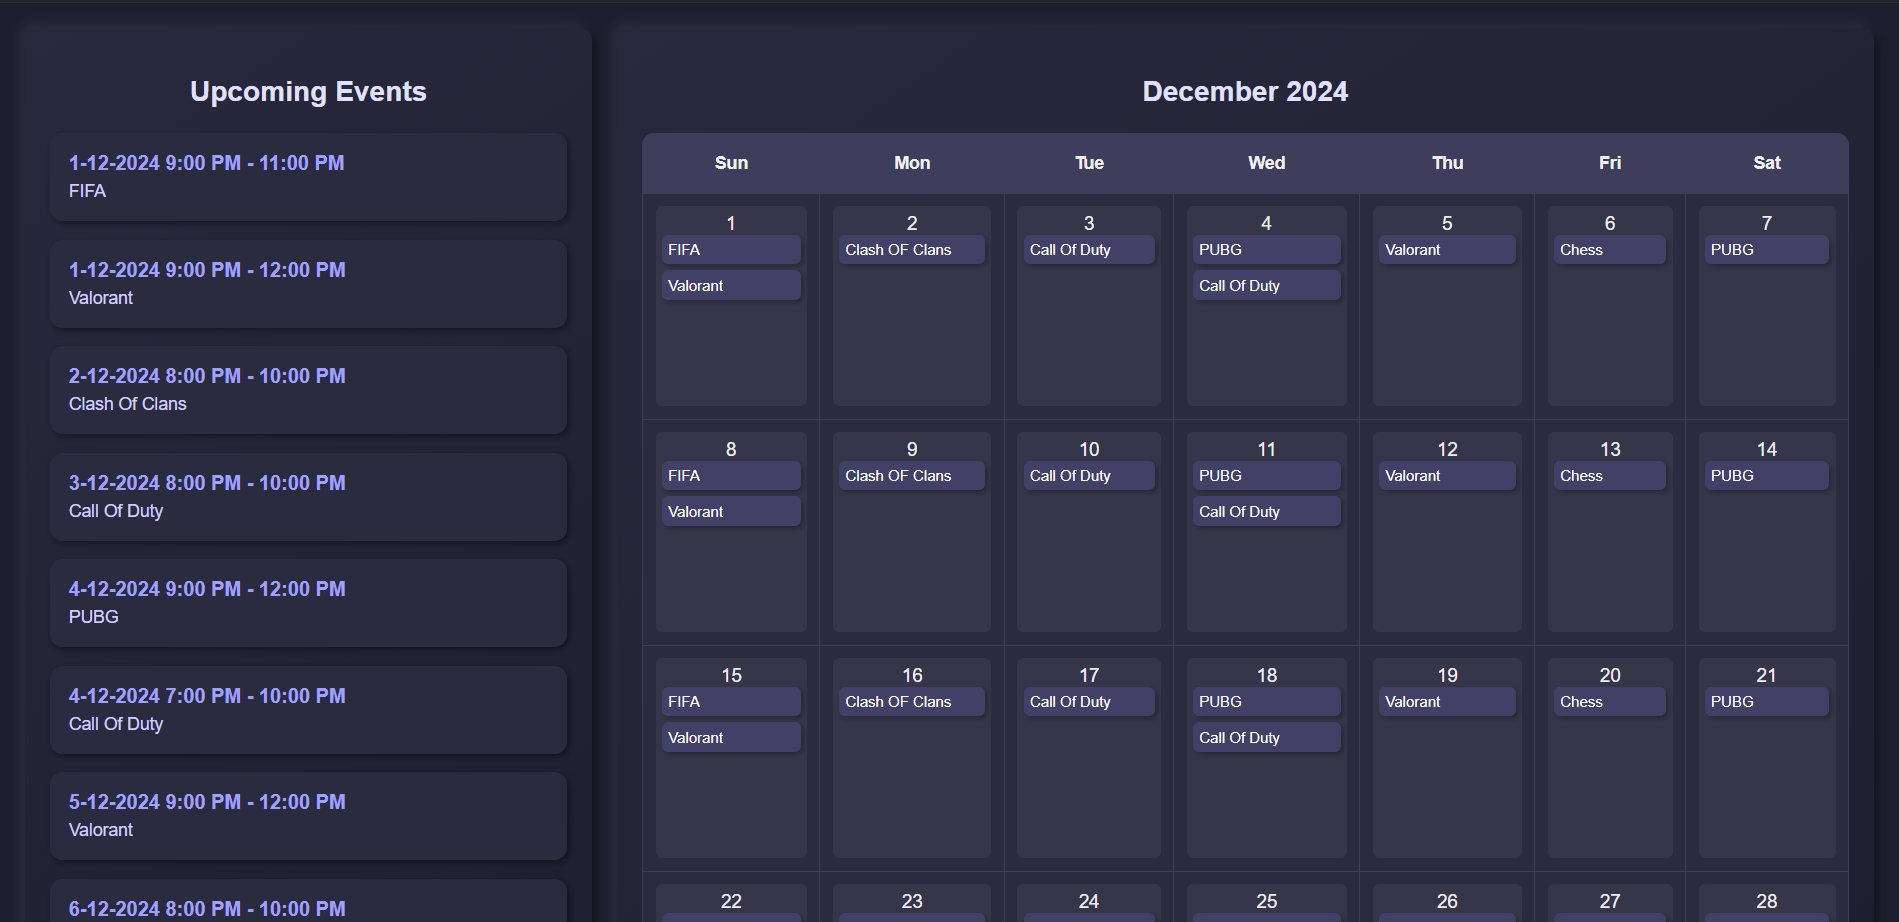 Upcoming Events
1-12-2024 9:00 PM - 11:00 PM
FIFA
1-12-2024 9:00 PM - 12:00 PM
Valorant
2-12-2024 8:00 PM - 10:00 PM
Clash Of Clans
3-12-2024 8:00 PM - 10:00 PM
Call Of Duty
4-12-2024 9:00 PM - 12:00 PM
PUBG
4-12-2024 7:00 PM - 10:00 PM
Call Of Duty
5-12-2024 9:00 PM - 12:00 PM
Valorant
6-12-2024 8:00 PM - 10:00 PM
December 2024
Sun Mon Tue Wed Thu Fri Sat
1 2 3 4 5 6 7
FIFA Clash OF Clans Call Of Duty PUBG Valorant Chess PUBG
Valorant Call Of Duty
8 9 10 11 12 13 14
FIFA Clash OF Clans Call Of Duty PUBG Valorant Chess PUBG
Valorant Call Of Duty
15 16 17 18 19 20 21
FIFA Clash OF Clans Call Of Duty PUBG Valorant Chess PUBG
Valorant Call Of Duty
22 23 24 25 26 27 28